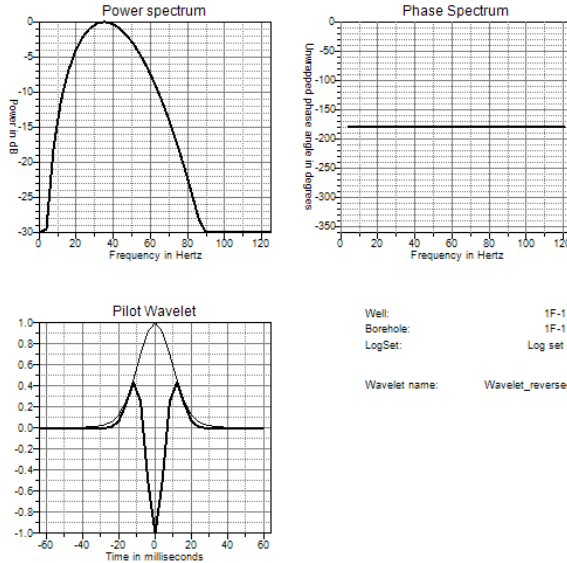 Power spectrum
0
-5
-10
-15
-20
-25
-30
Power in dB
0 20 40 60 80 100 120
Frequency in Hertz
Phase Spectrum
0
-50
-100
-150
-200
-250
-300
-350
Unwrapped phase angle in degrees
0 20 40 60 80 100 120
Frequency in Hertz
Pilot Wavelet
1.0
0.8
0.6
0.4
0.2
0.0
-0.2
-0.4
-0.6
-0.8
-1.0
-60 -40 -20 0 20 40 60
Time in milliseconds
Well: 1F-1
Borehole: 1F-1
LogSet: Log set
Wavelet name: Wavelet_reverse